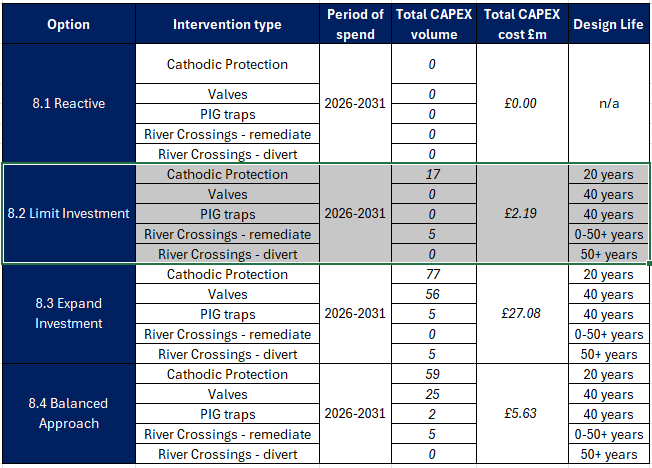 Option Intervention type Period of spend Total CAPEX volume Total CAPEX cost £m Design Life
8.1 Reactive
Cathodic Protection 0
Valves 0
PIG traps 0
River Crossings - remediate 0
River Crossings - divert 0
2026-2031
£0.00
n/a
8.2 Limit Investment
Cathodic Protection 17 20 years
Valves 0 40 years
PIG traps 0 40 years
River Crossings - remediate 5 0-50+ years
River Crossings - divert 0 50+ years
2026-2031
£2.19
8.3 Expand
Investment
Cathodic Protection 77 20 years
Valves 56 40 years
PIG traps 5 40 years
River Crossings - remediate 0 0-50+ years
River Crossings - divert 5 50+ years
2026-2031
£27.08
8.4 Balanced
Approach
Cathodic Protection 59 20 years
Valves 25 40 years
PIG traps 2 40 years
River Crossings - remediate 5 0-50+ years
River Crossings - divert 0 50+ years
2026-2031
£5.63